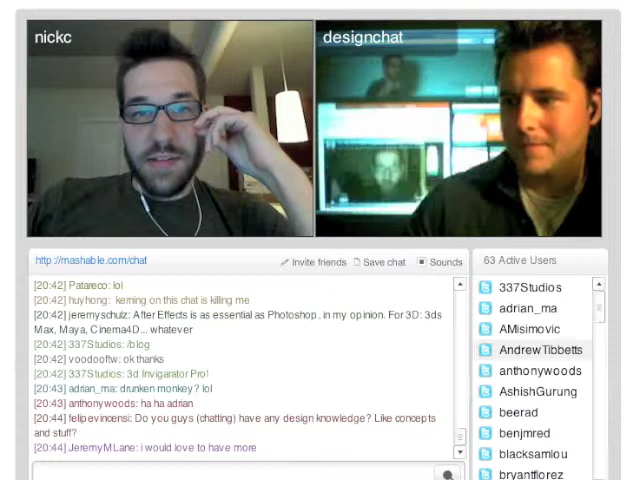 nickc
designchat
http://mashable.com/chat
Invite friends
Save chat
Sounds
63 Active Users
[20:42] Patareco: lol
[20:42] huyhong: kerning on this chat is killing me
[20:42] jeremyschulz: After Effects is as essential as Photoshop, in my opinion. For 3D: 3ds
Max, Maya, Cinema4D... whatever
[20:42] 337Studios: /blog
[20:42] voodooftw: ok thanks
[20:42] 337Studios: 3d Invigarator Pro!
[20:43] adrian_ma: drunken monkey? lol
[20:43] anthonywoods: ha ha adrian
[20:44] felipevincensi: Do you guys (chatting) have any design knowledge? Like concepts
and stuff?
[20:44] JeremyMLane: i would love to have more
337Studios
adrian_ma
AMisimovic
AndrewTibbetts
anthonywoods
AshishGurung
beerad
benjmred
blacksamlou
bryantlorez